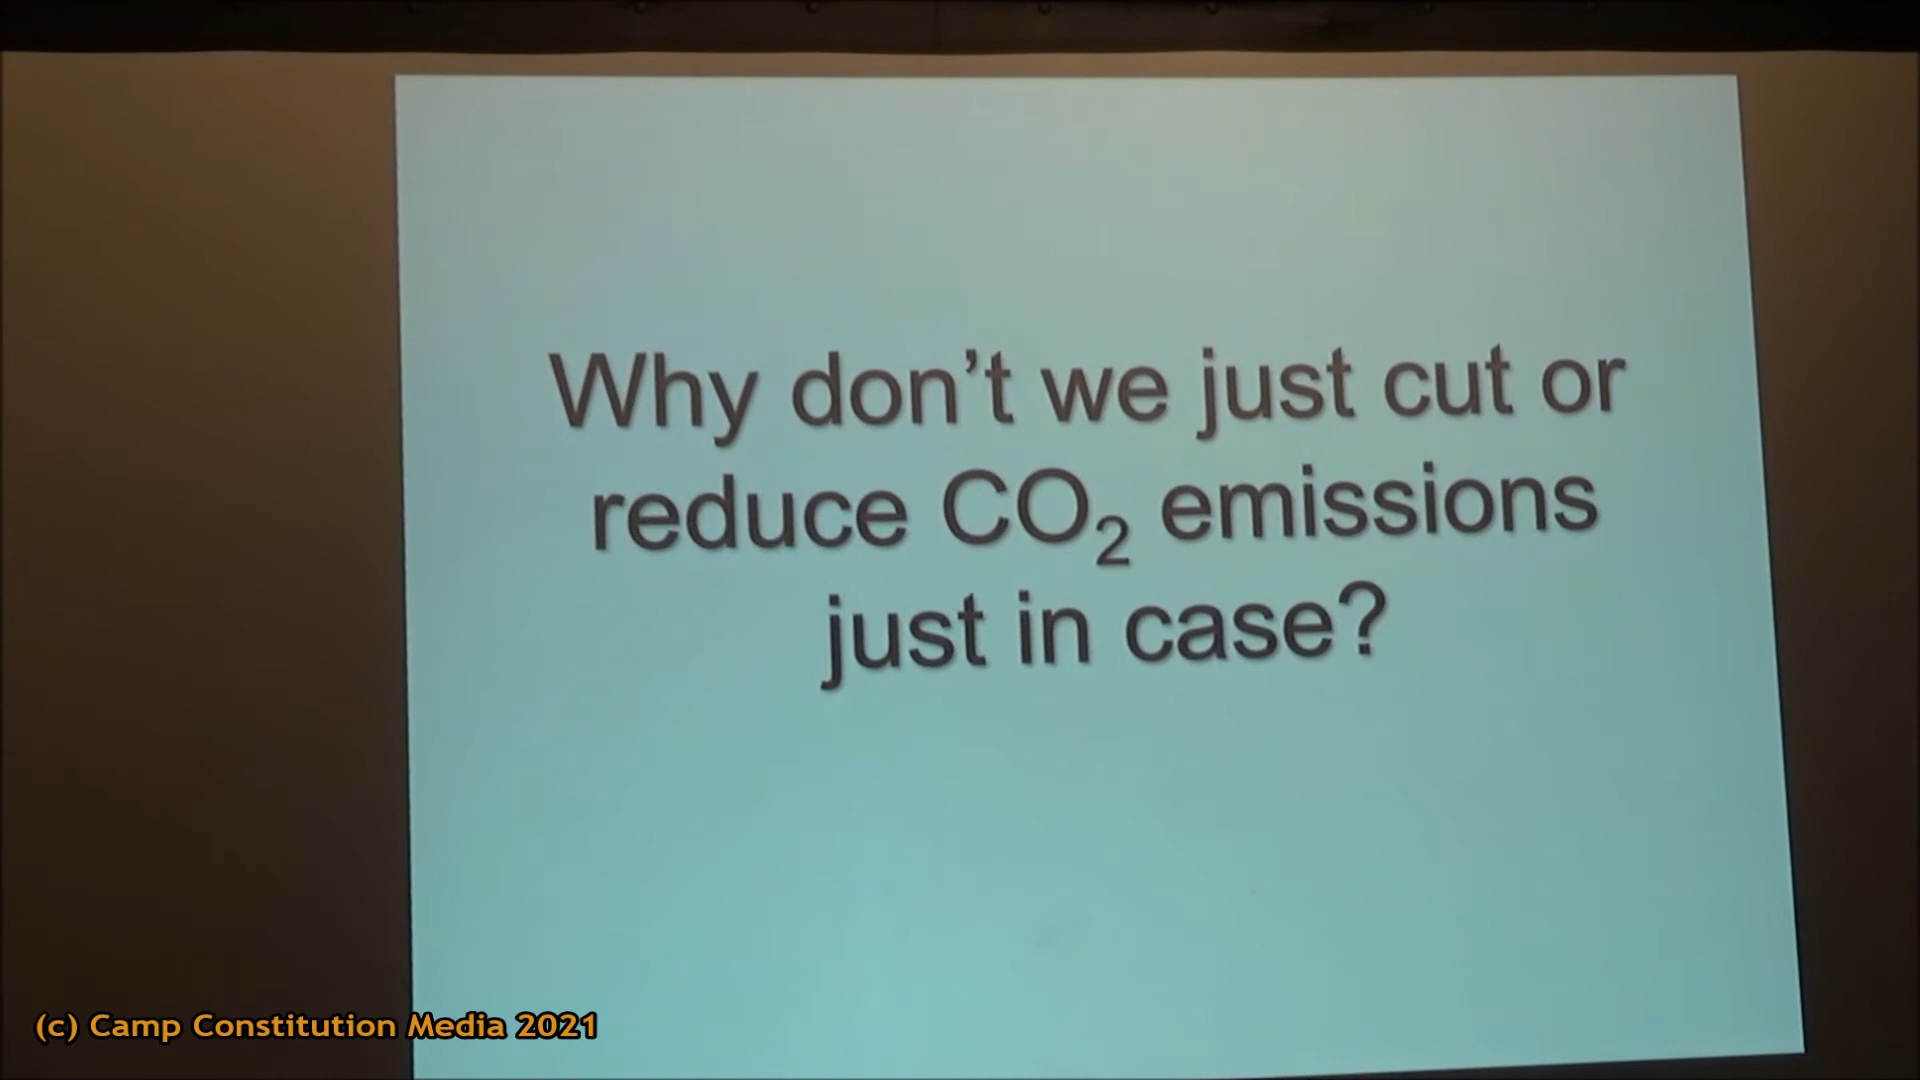 Why don’t we just cut or
reduce CO₂ emissions
just in case?
(c) Camp Constitution Media 2021